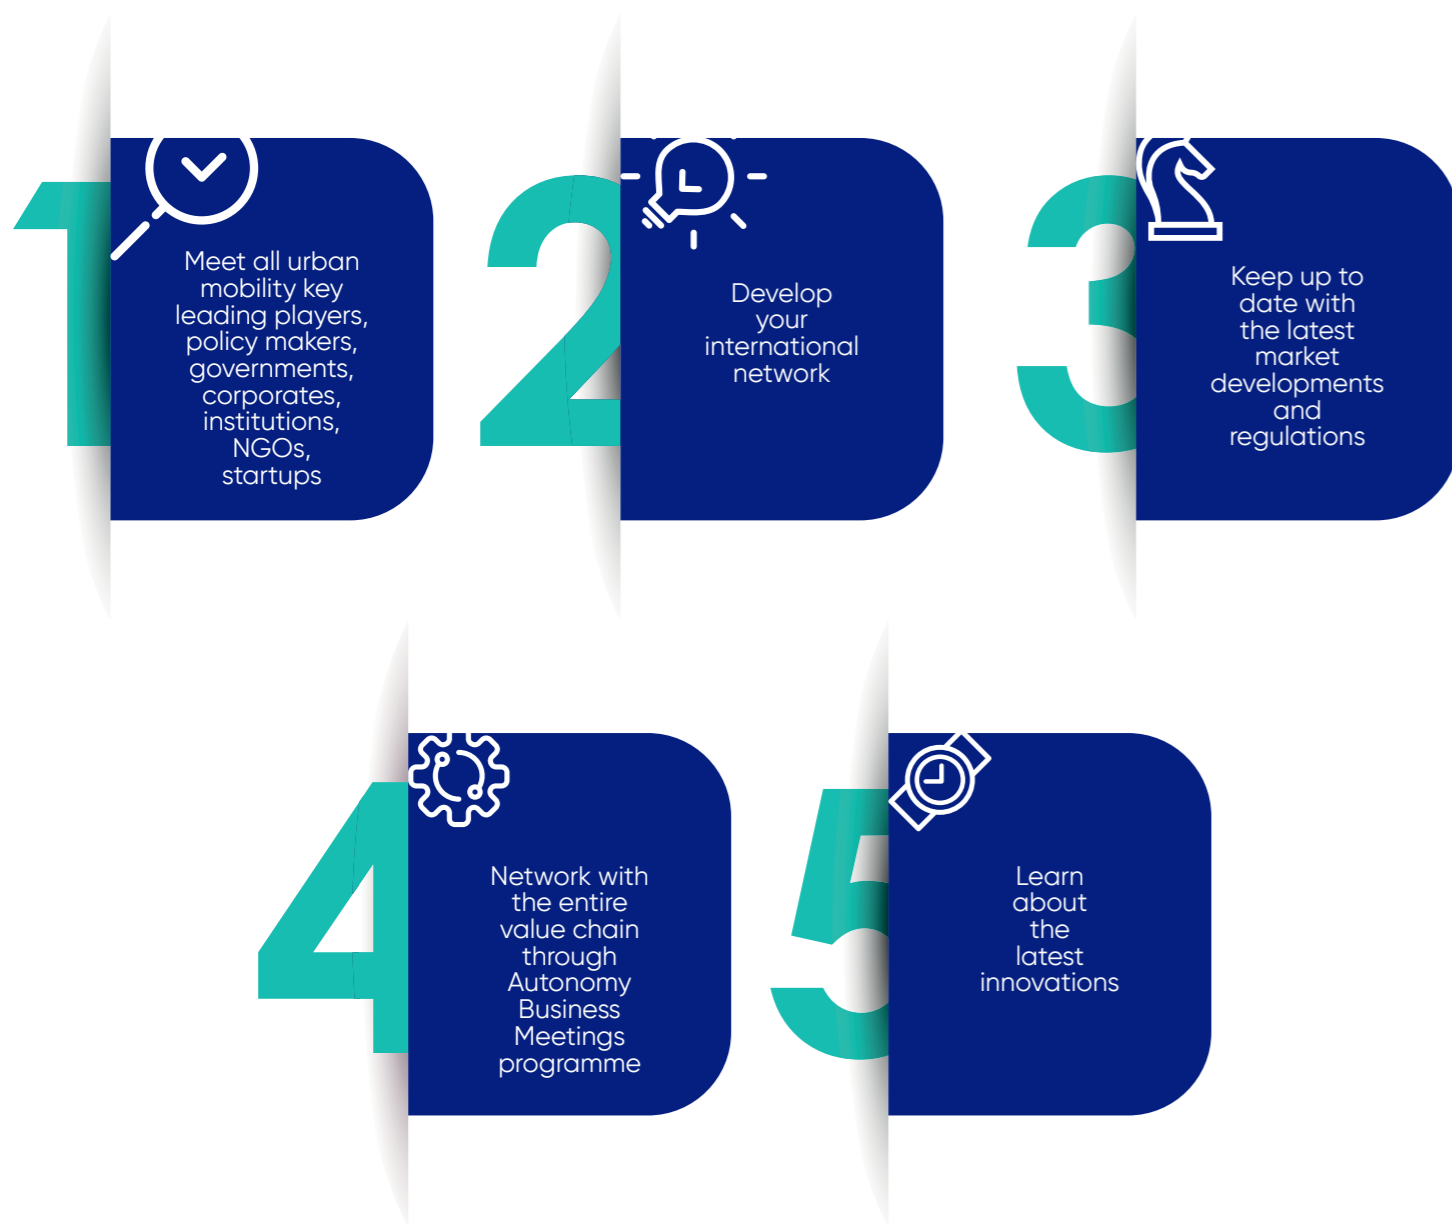 1
Meet all urban
mobility key
leading players,
policy makers,
governments,
corporates,
institutions,
NGOs,
startups
2
Develop
your
international
network
3
Keep up to
date with
the latest
market
developments
and
regulations
4
Network with
the entire
value chain
through
Autonomy
Business
Meetings
programme
5
Learn
about
the
latest
innovations